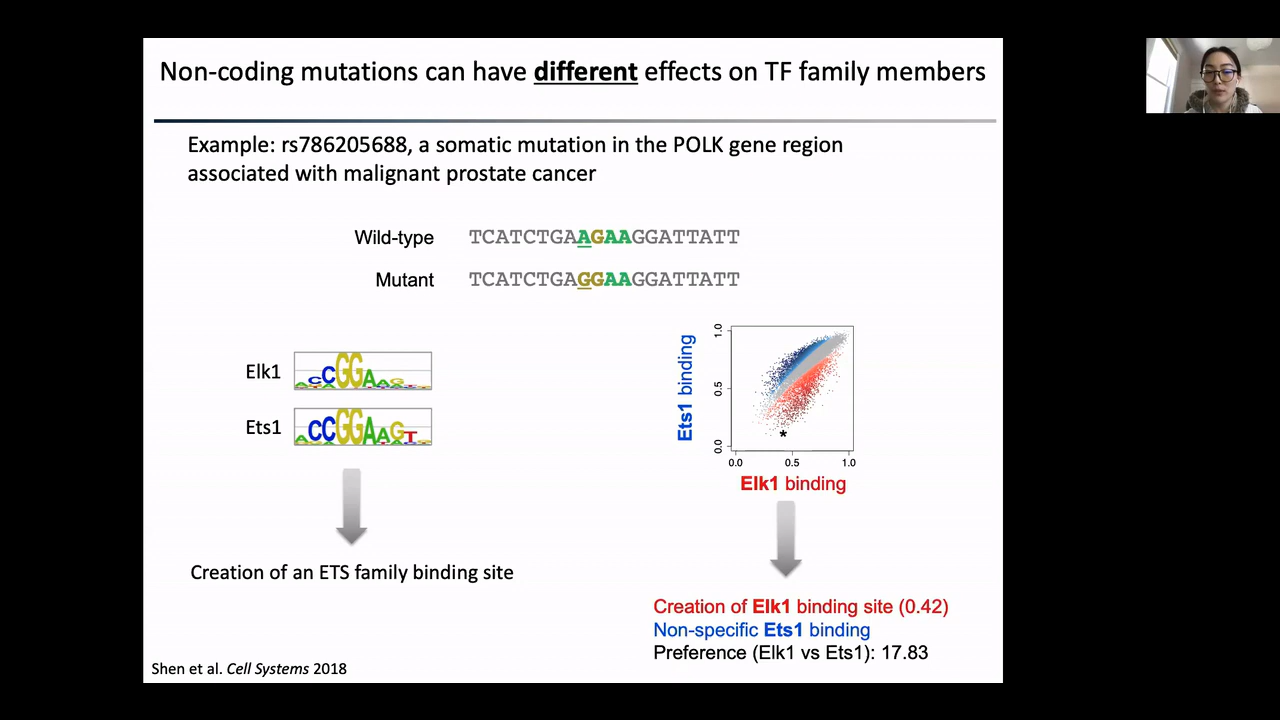 Non-coding mutations can have different effects on TF family members
Example: rs786205688, a somatic mutation in the POLK gene region
associated with malignant prostate cancer
Wild-type TCATCTGAAGAAGGATTATT
Mutant TCATCTGAGGAAGGATTATT
Elk1
Ets1
Creation of an ETS family binding site
Ets1 binding
1.0
0.5
0.0
*
0.0 0.5 1.0
Elk1 binding
Creation of Elk1 binding site (0.42)
Non-specific Ets1 binding
Preference (Elk1 vs Ets1): 17.83
Shen et al. Cell Systems 2018